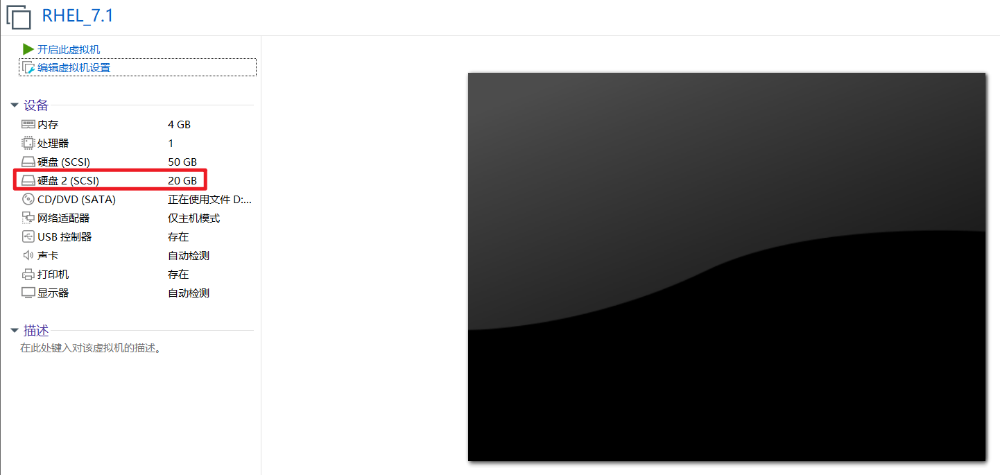 RHEL_7.1
开启此虚拟机
编辑虚拟机设置
设备
内存 4 GB
处理器 1
硬盘 (SCSI) 50 GB
硬盘 2 (SCSI) 20 GB
CD/DVD (SATA) 正在使用文件 D:...
网络适配器 仅主机模式
USB 控制器 存在
声卡 自动检测
打印机 存在
显示器 自动检测
描述
在此处键入对该虚拟机的描述。